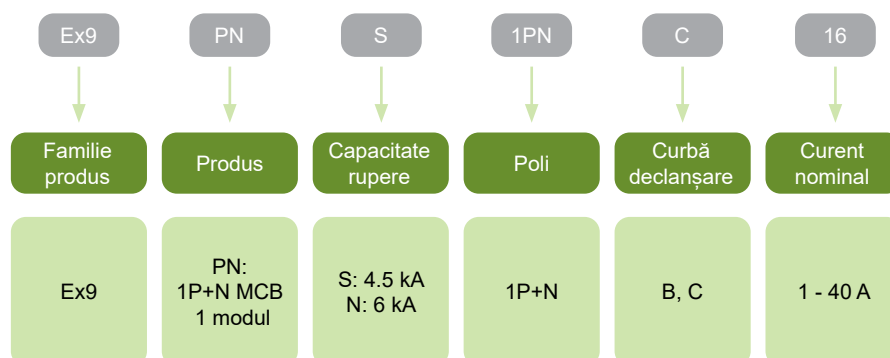 Ex9 PN S 1PN C 16
Familie
produs
Produs
Capacitate
rupere
Poli
Curbă
declanșare
Curent
nominal
Ex9
PN:
1P+N MCB
1 modul
S: 4.5 kA
N: 6 kA
1P+N
B, C
1 - 40 A